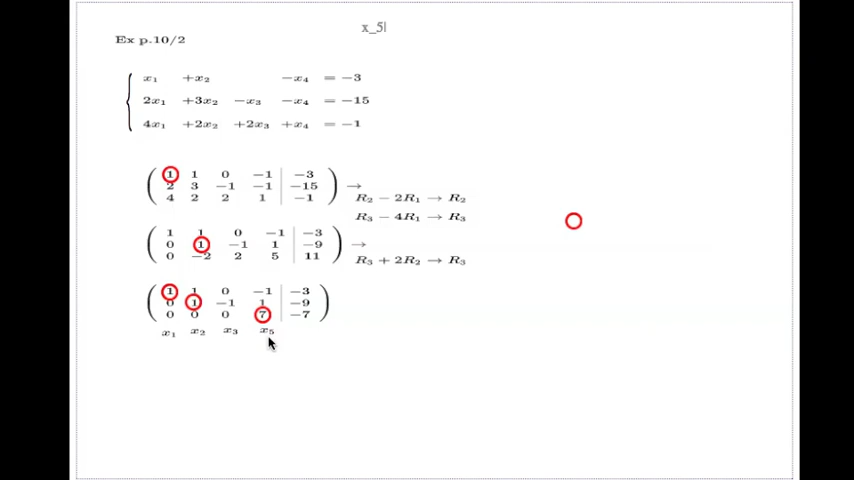 x_5|
Ex p.10/2
x₁ +x₂ −x₄ = −3
2x₁ +3x₂ −x₃ −x₄ = −15
4x₁ +2x₂ +2x₃ +x₄ = −1
1 1 0 −1 | −3
2 3 −1 −1 | −15 →
4 2 2 1 | −1
R₂ − 2R₁ → R₂
R₃ − 4R₁ → R₃
1 1 0 −1 | −3
0 1 −1 1 | −9 →
0 −2 2 5 | 11
R₃ + 2R₂ → R₃
1 1 0 −1 | −3
0 1 −1 1 | −9
0 0 0 7 | −7
x₁ x₂ x₃ x₅